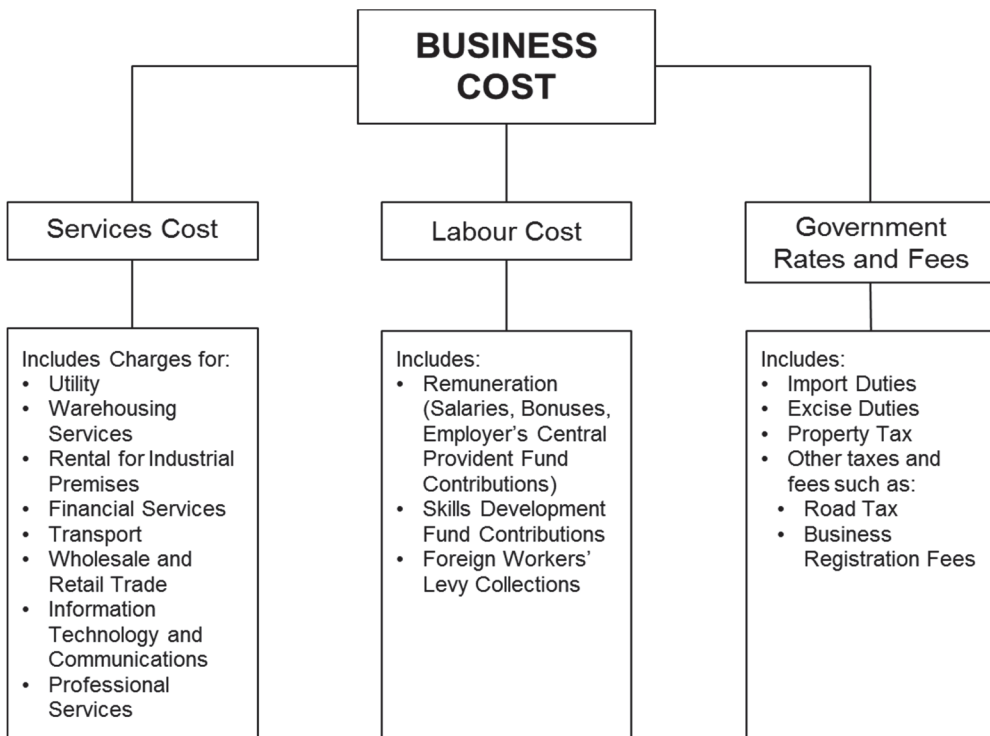 BUSINESS
COST
Services Cost
Labour Cost
Government
Rates and Fees
Includes Charges for:
• Utility
• Warehousing
Services
• Rental for Industrial
Premises
• Financial Services
• Transport
• Wholesale and
Retail Trade
• Information
Technology and
Communications
• Professional
Services
Includes:
• Remuneration
(Salaries, Bonuses,
Employer's Central
Provident Fund
Contributions)
• Skills Development
Fund Contributions
• Foreign Workers'
Levy Collections
Includes:
• Import Duties
• Excise Duties
• Property Tax
• Other taxes and
fees such as:
• Road Tax
• Business
Registration Fees